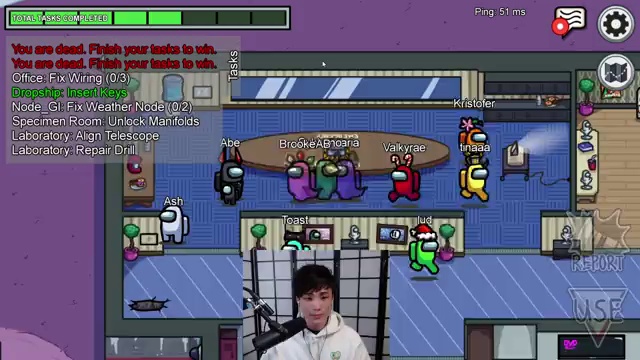 TOTAL TASKS COMPLETED
Ping: 51 ms
You are dead. Finish your tasks to win.
You are dead. Finish your tasks to win.
Office: Fix Wiring (0/3)
Dropship: Insert Keys
Node_GI: Fix Weather Node (0/2)
Specimen Room: Unlock Manifolds
Laboratory: Align Telescope
Laboratory: Repair Drill
Tasks
Kristofer
Abe
Valkyrae
tinaaa
Ash
Toast
lud
REPORT
USE